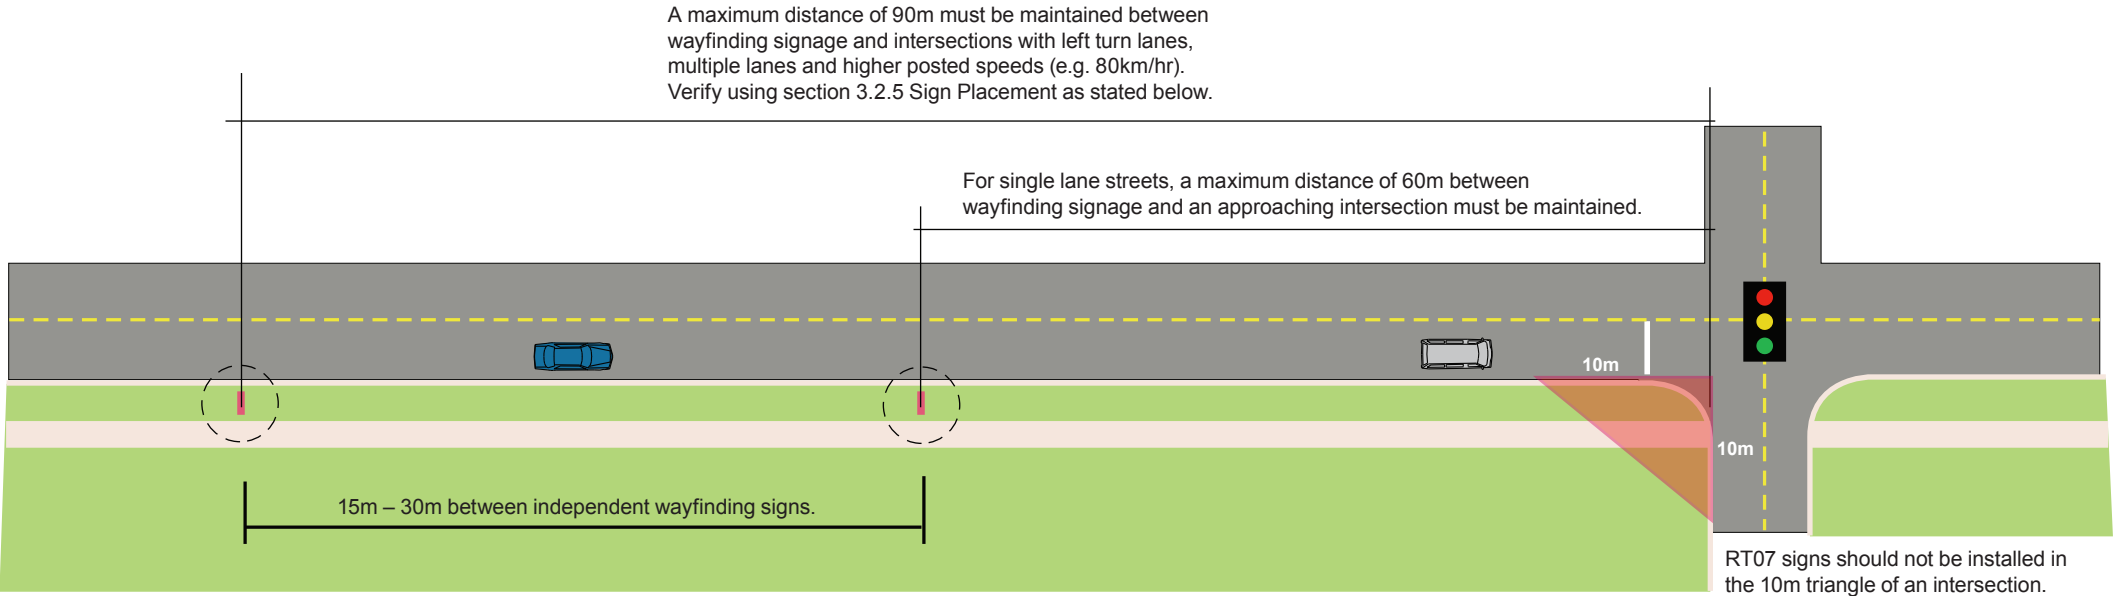 A maximum distance of 90m must be maintained between
wayfinding signage and intersections with left turn lanes,
multiple lanes and higher posted speeds (e.g. 80km/hr).
Verify using section 3.2.5 Sign Placement as stated below.
For single lane streets, a maximum distance of 60m between
wayfinding signage and an approaching intersection must be maintained.
10m
10m
15m – 30m between independent wayfinding signs.
RT07 signs should not be installed in
the 10m triangle of an intersection.